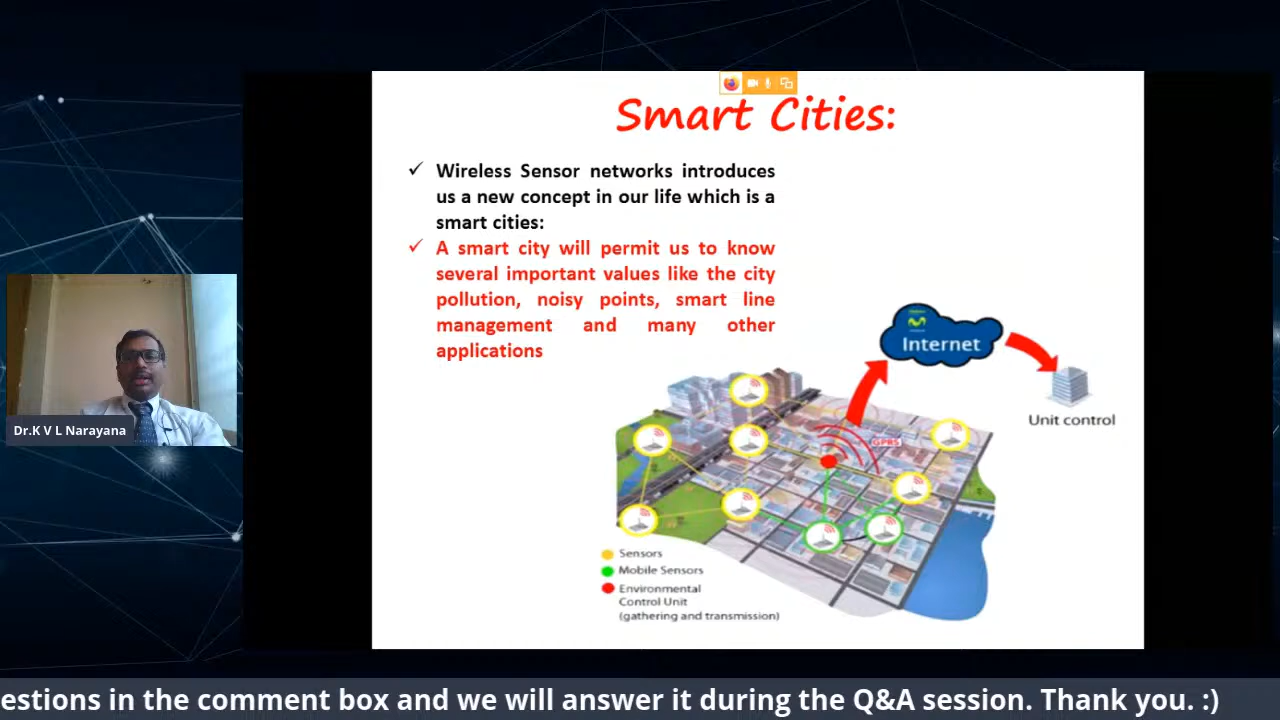 Smart Cities:
✓ Wireless Sensor networks introduces
us a new concept in our life which is a
smart cities:
✓ A smart city will permit us to know
several important values like the city
pollution, noisy points, smart line
management and many other
applications
Internet
Unit control
GPRS
Sensors
Mobile Sensors
Environmental
Control Unit
(gathering and transmission)
Dr.K V L Narayana
estions in the comment box and we will answer it during the Q&A session. Thank you. :)